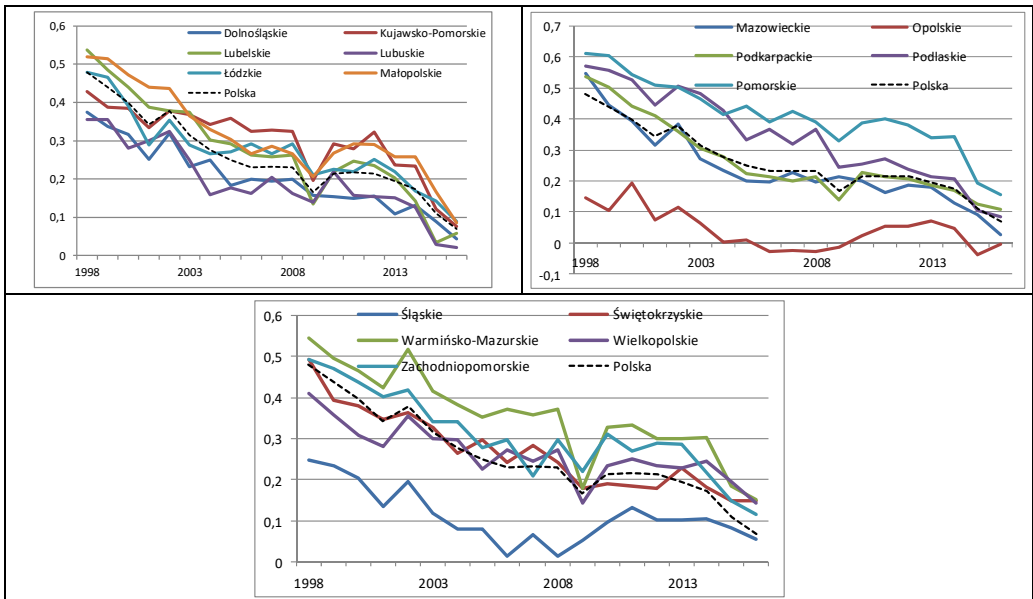 Dolnośląskie Kujawsko-Pomorskie
Lubelskie Lubuskie
Łódzkie Małopolskie
Polska
0,6
0,5
0,4
0,3
0,2
0,1
0
1998 2003 2008 2013
Mazowieckie Opolskie
Podkarpackie Podlaskie
Pomorskie Polska
0,7
0,6
0,5
0,4
0,3
0,2
0,1
0
-0,1
1998 2003 2008 2013
Śląskie Świętokrzyskie
Warmińsko-Mazurskie Wielkopolskie
Zachodniopomorskie Polska
0,6
0,5
0,4
0,3
0,2
0,1
0
1998 2003 2008 2013